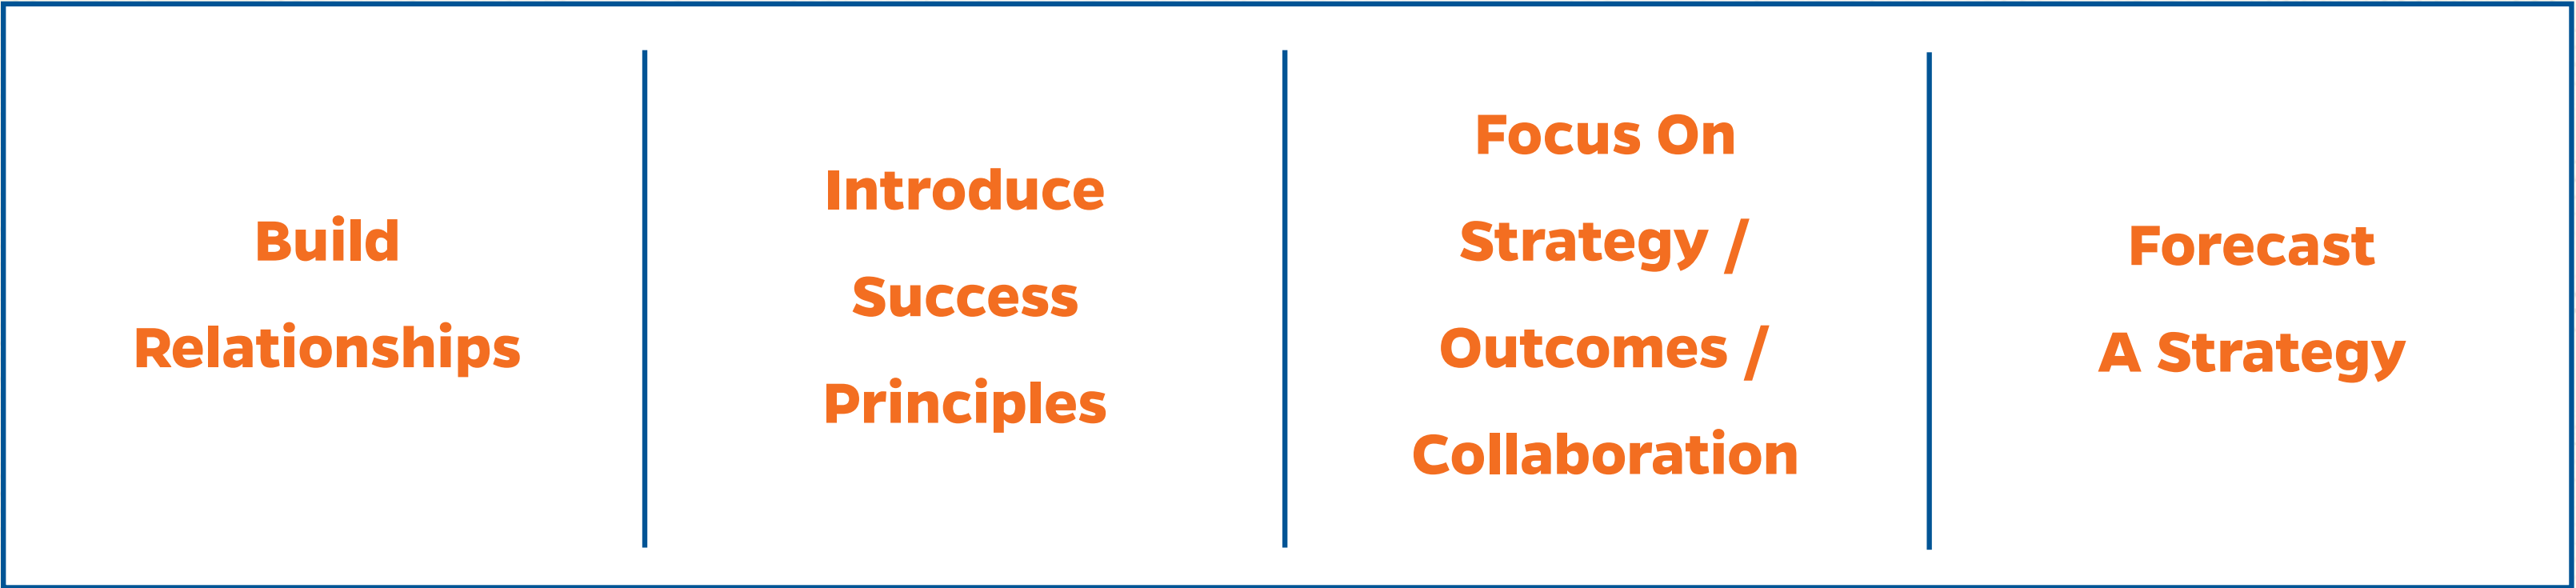 Build
Relationships
Introduce
Success
Principles
Focus On
Strategy /
Outcomes /
Collaboration
Forecast
A Strategy